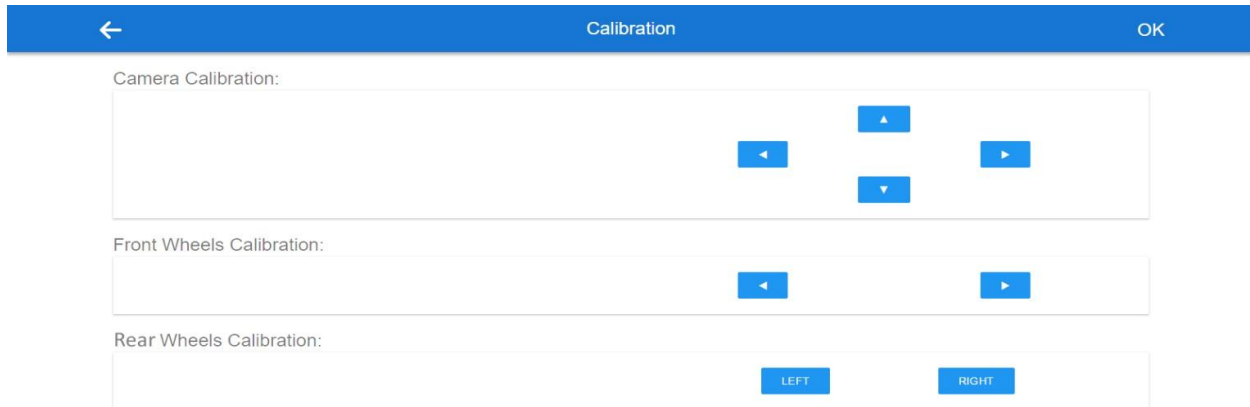 Calibration OK
Camera Calibration:
Front Wheels Calibration:
Rear Wheels Calibration:
LEFT RIGHT